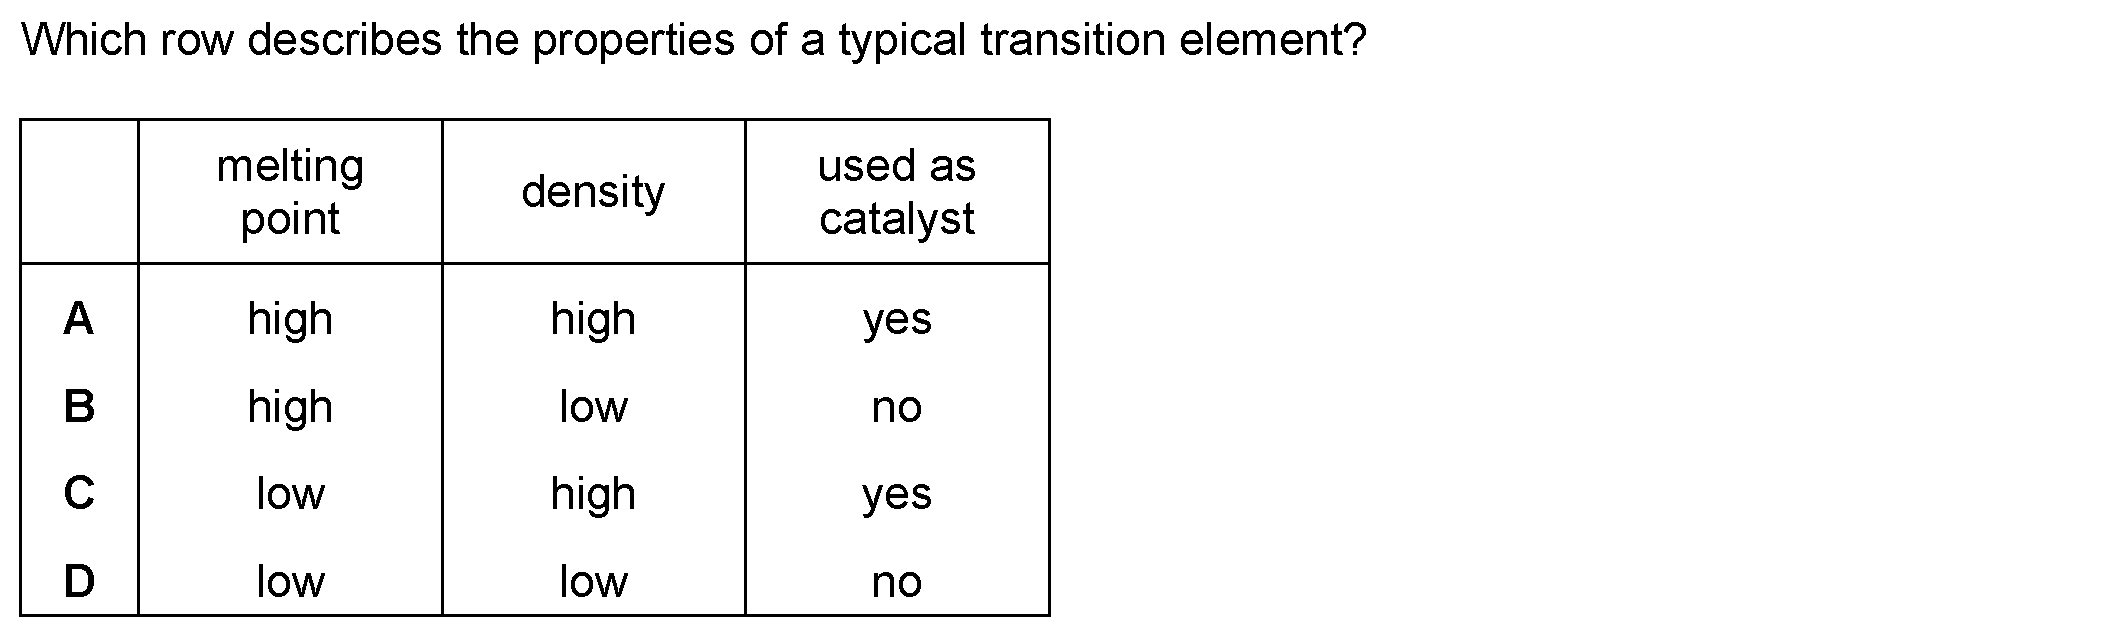 Which row describes the properties of a typical transition element?
melting point density used as catalyst
A high high yes
B high low no
C low high yes
D low low no